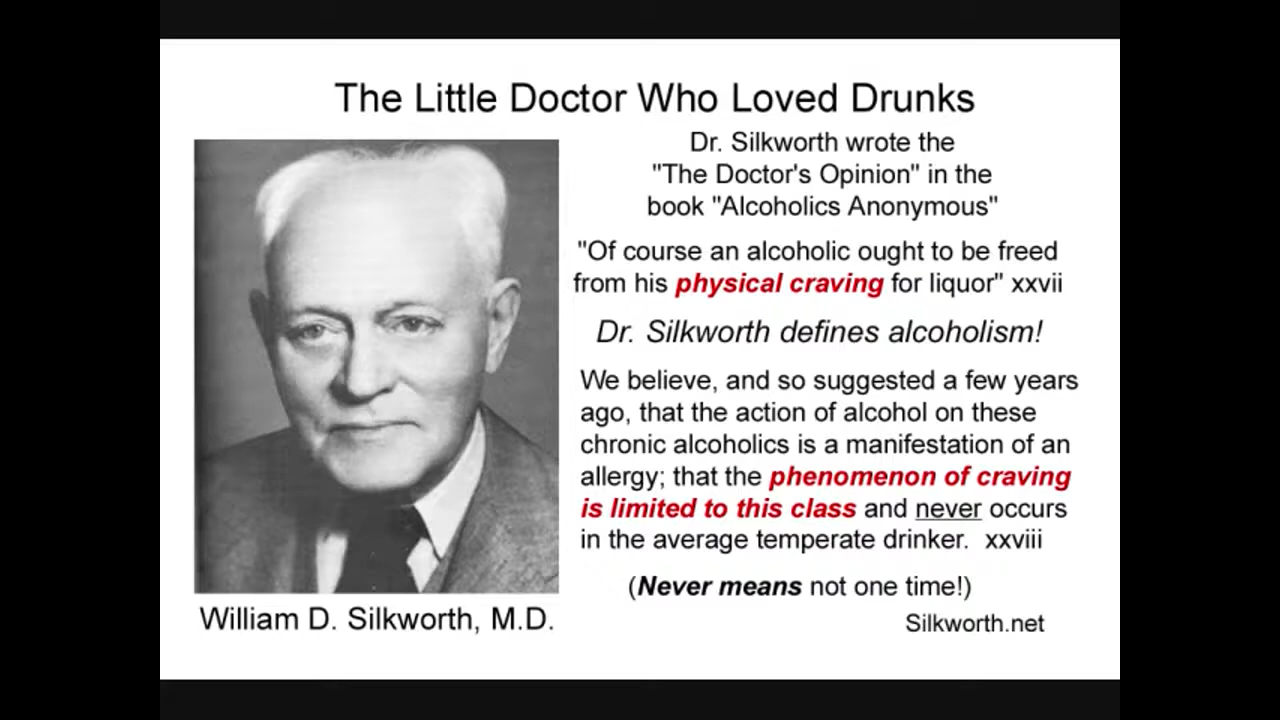 The Little Doctor Who Loved Drunks
Dr. Silkworth wrote the
"The Doctor's Opinion" in the
book "Alcoholics Anonymous"
"Of course an alcoholic ought to be freed
from his physical craving for liquor" xxvii
Dr. Silkworth defines alcoholism!
We believe, and so suggested a few years
ago, that the action of alcohol on these
chronic alcoholics is a manifestation of an
allergy; that the phenomenon of craving
is limited to this class and never occurs
in the average temperate drinker. xxviii
(Never means not one time!)
William D. Silkworth, M.D.
Silkworth.net